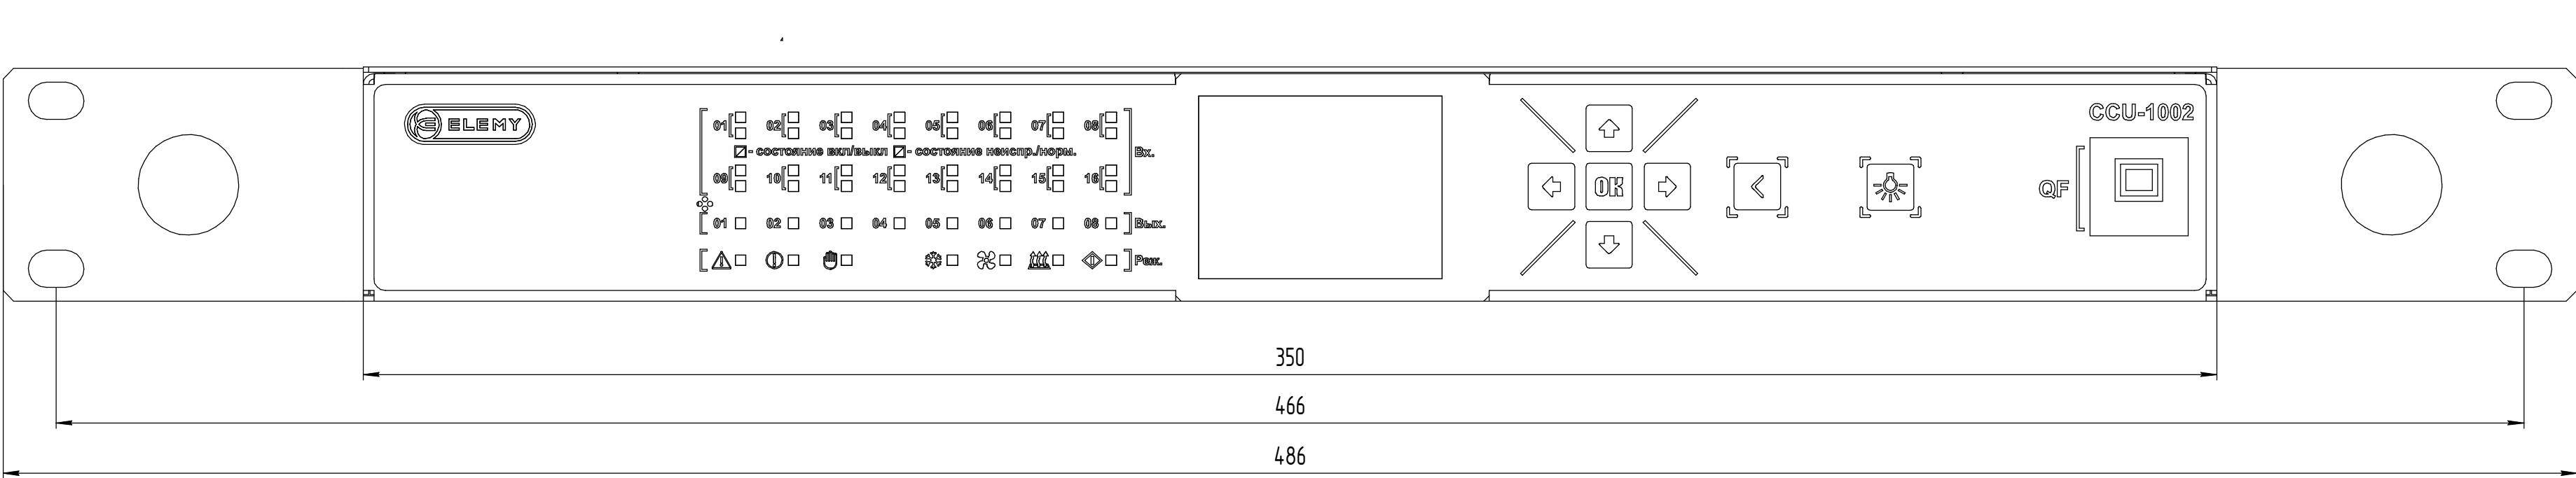 ELEMY
01 02 03 04 05 06 07 08
- состояние вкл/выкл - состояние неиспр./норм.
Вх.
09 10 11 12 13 14 15 16
01 02 03 04 05 06 07 08 Вых.
Реж.
OK
CCU-1002
QF
350
466
486